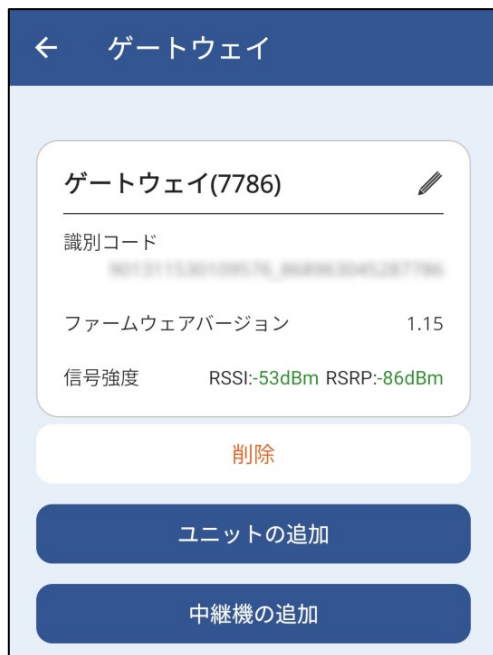 ゲートウェイ
ゲートウェイ(7786)
識別コード
ファームウェアバージョン 1.15
信号強度 RSSI:-53dBm RSRP:-86dBm
削除
ユニットの追加
中継機の追加